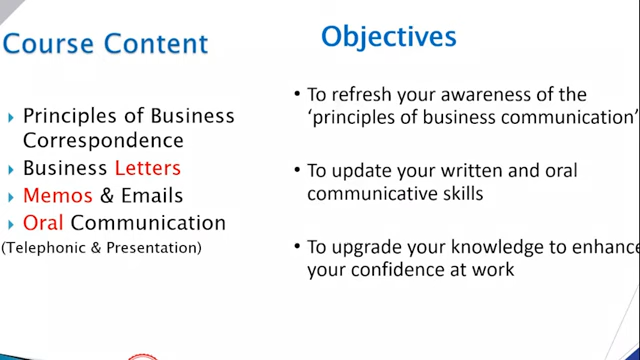 Course Content
Principles of Business
Correspondence
Business Letters
Memos & Emails
Oral Communication
(Telephonic & Presentation)
Objectives
• To refresh your awareness of the
‘principles of business communication’
• To update your written and oral
communicative skills
• To upgrade your knowledge to enhance
your confidence at work